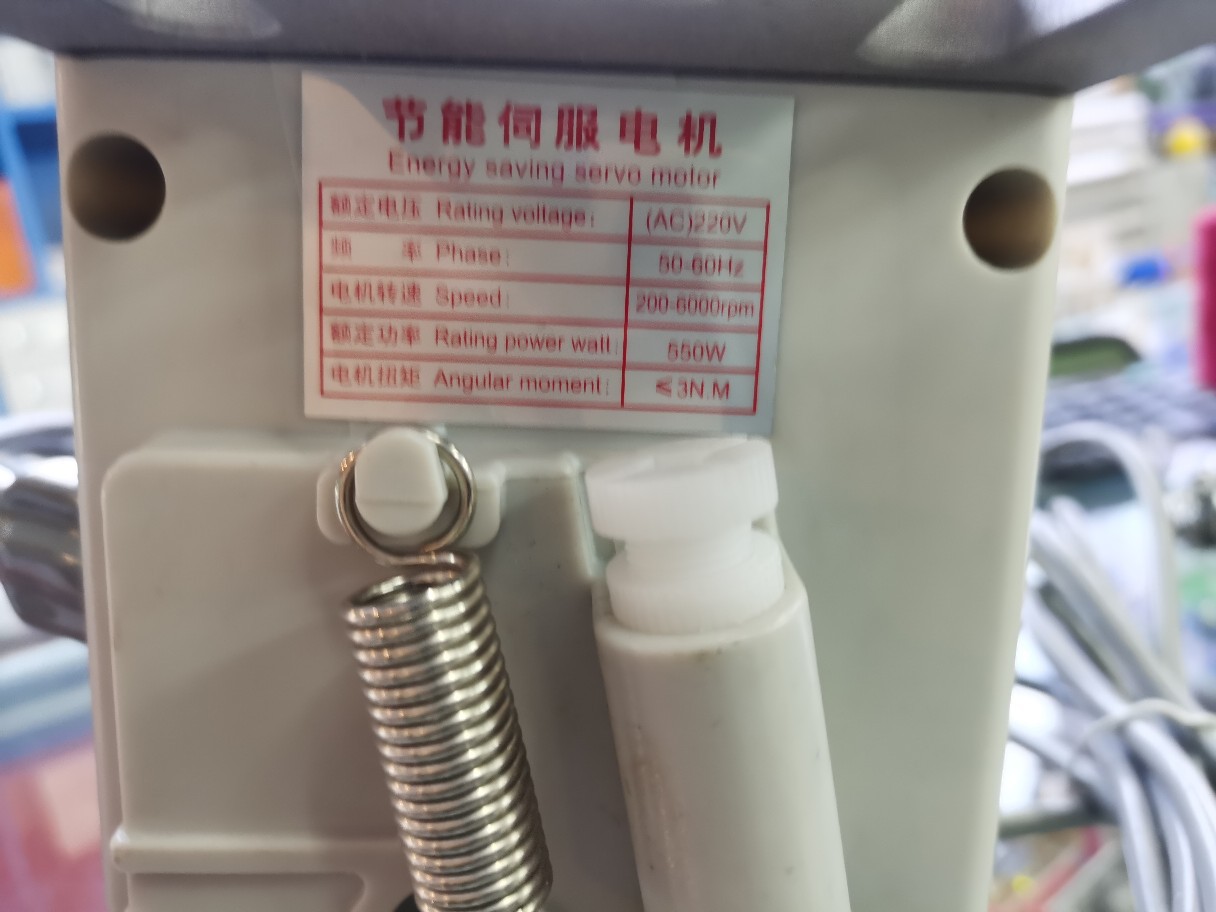 节能伺服电机
Energy saving servo motor
额定电压 Rating voltage: (AC)220V
频 率 Phase: 50-60Hz
电机转速 Speed: 200-6000rpm
额定功率 Rating power watt: 550W
电机扭矩 Angular moment: ≤3N.M